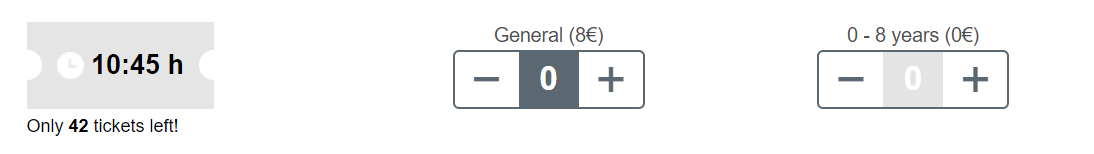 10:45 h
Only 42 tickets left!
General (8€)
− 0 +
0 - 8 years (0€)
− 0 +